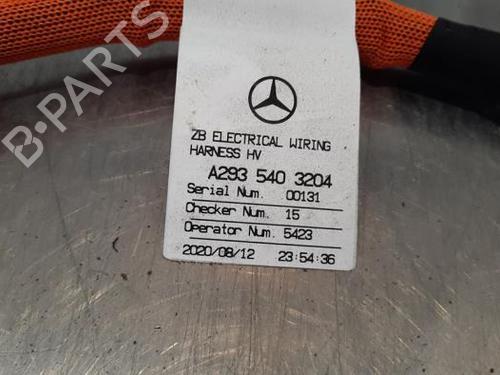 ZB ELECTRICAL WIRING
HARNESS HV
A293 540 3204
Serial Num. 00131
Checker Num. 15
Operator Num. 5423
2020/08/12 23:54:36
B-PARTS